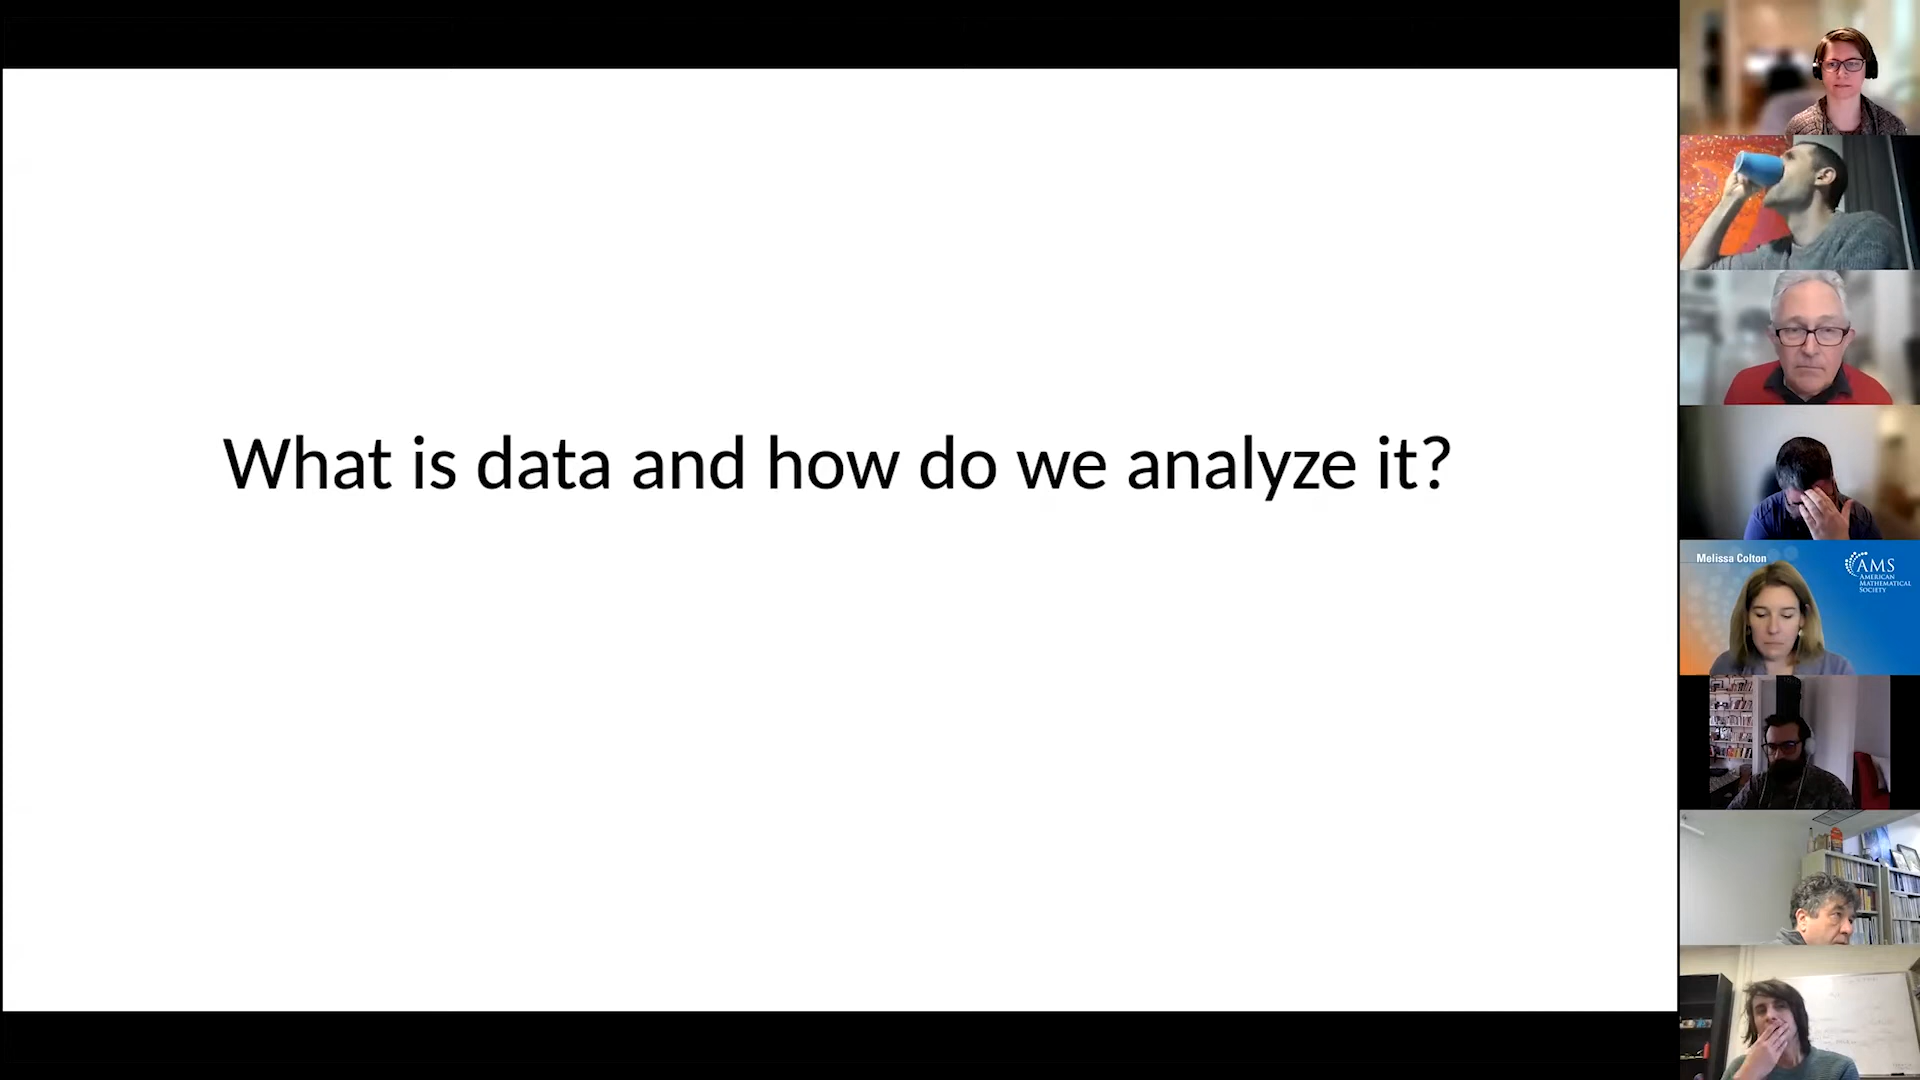 What is data and how do we analyze it?
Melissa Colton
AMS
AMERICAN
MATHEMATICAL
SOCIETY